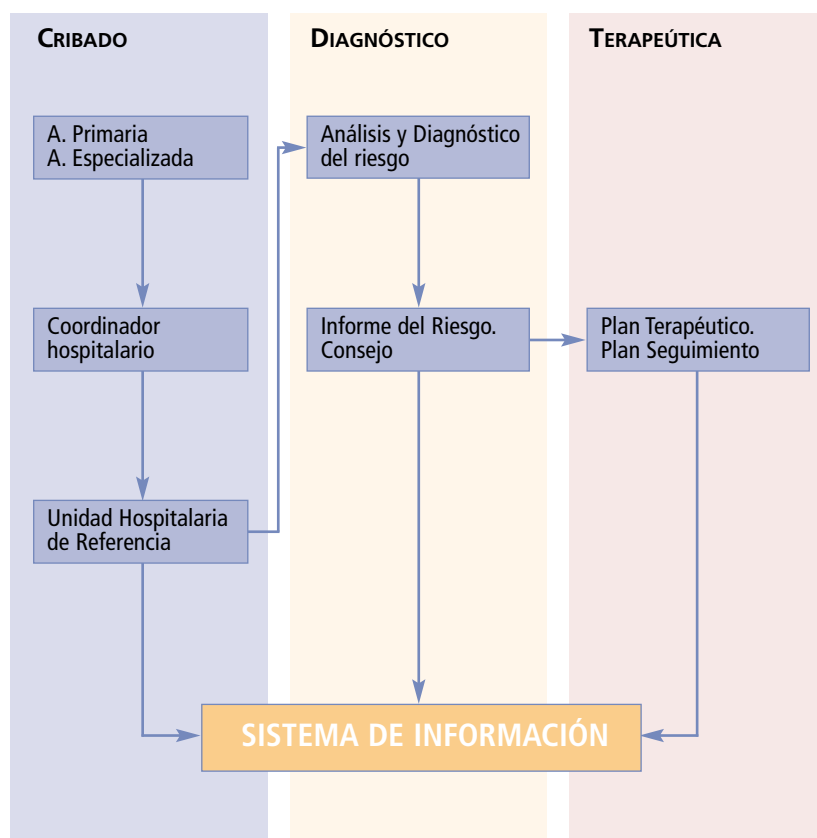 CRIBADO
A. Primaria
A. Especializada
Coordinador
hospitalario
Unidad Hospitalaria
de Referencia
DIAGNÓSTICO
Análisis y Diagnóstico
del riesgo
Informe del Riesgo.
Consejo
TERAPEÚTICA
Plan Terapéutico.
Plan Seguimiento
SISTEMA DE INFORMACIÓN